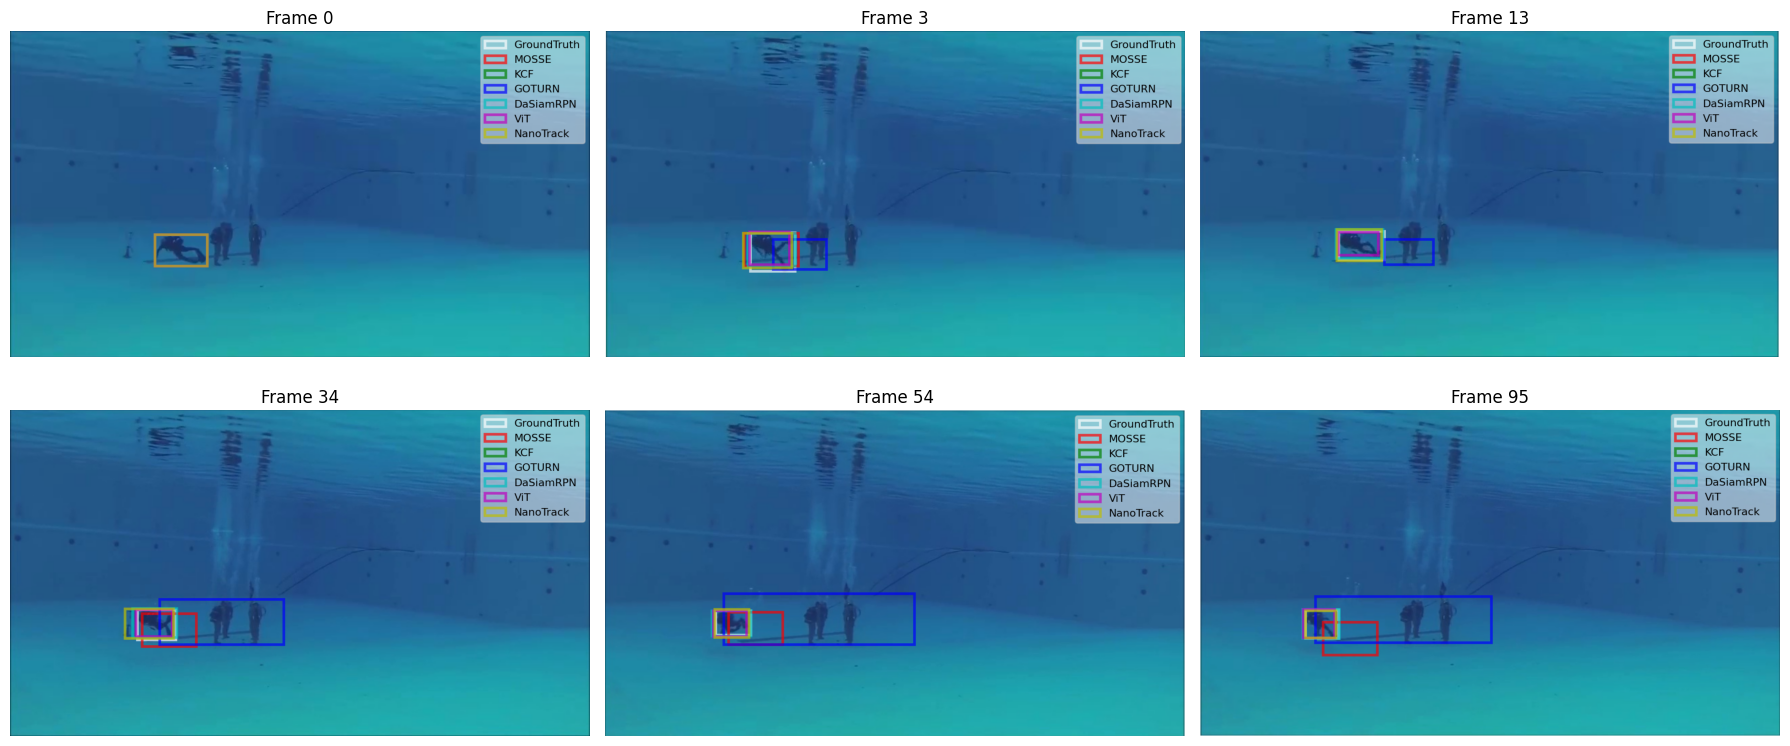 Frame 0
GroundTruth
MOSSE
KCF
GOTURN
DaSiamRPN
ViT
NanoTrack
Frame 3
GroundTruth
MOSSE
KCF
GOTURN
DaSiamRPN
ViT
NanoTrack
Frame 13
GroundTruth
MOSSE
KCF
GOTURN
DaSiamRPN
ViT
NanoTrack
Frame 34
GroundTruth
MOSSE
KCF
GOTURN
DaSiamRPN
ViT
NanoTrack
Frame 54
GroundTruth
MOSSE
KCF
GOTURN
DaSiamRPN
ViT
NanoTrack
Frame 95
GroundTruth
MOSSE
KCF
GOTURN
DaSiamRPN
ViT
NanoTrack